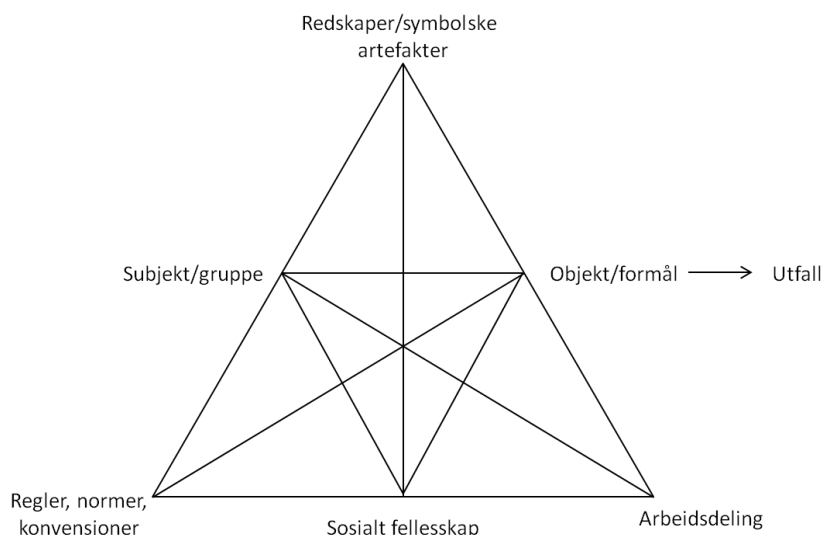 Redskaper/symbolske
artefakter
Subjekt/gruppe
Objekt/formål
Utfall
Regler, normer,
konvensjoner
Sosialt fellesskap
Arbeidsdeling